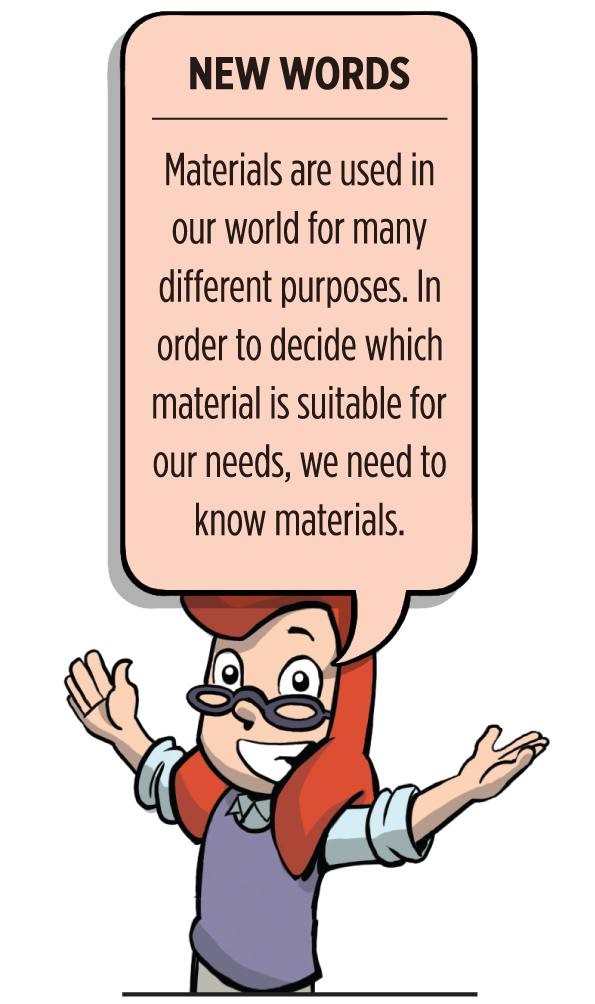 NEW WORDS
Materials are used in
our world for many
different purposes. In
order to decide which
material is suitable for
our needs, we need to
know materials.